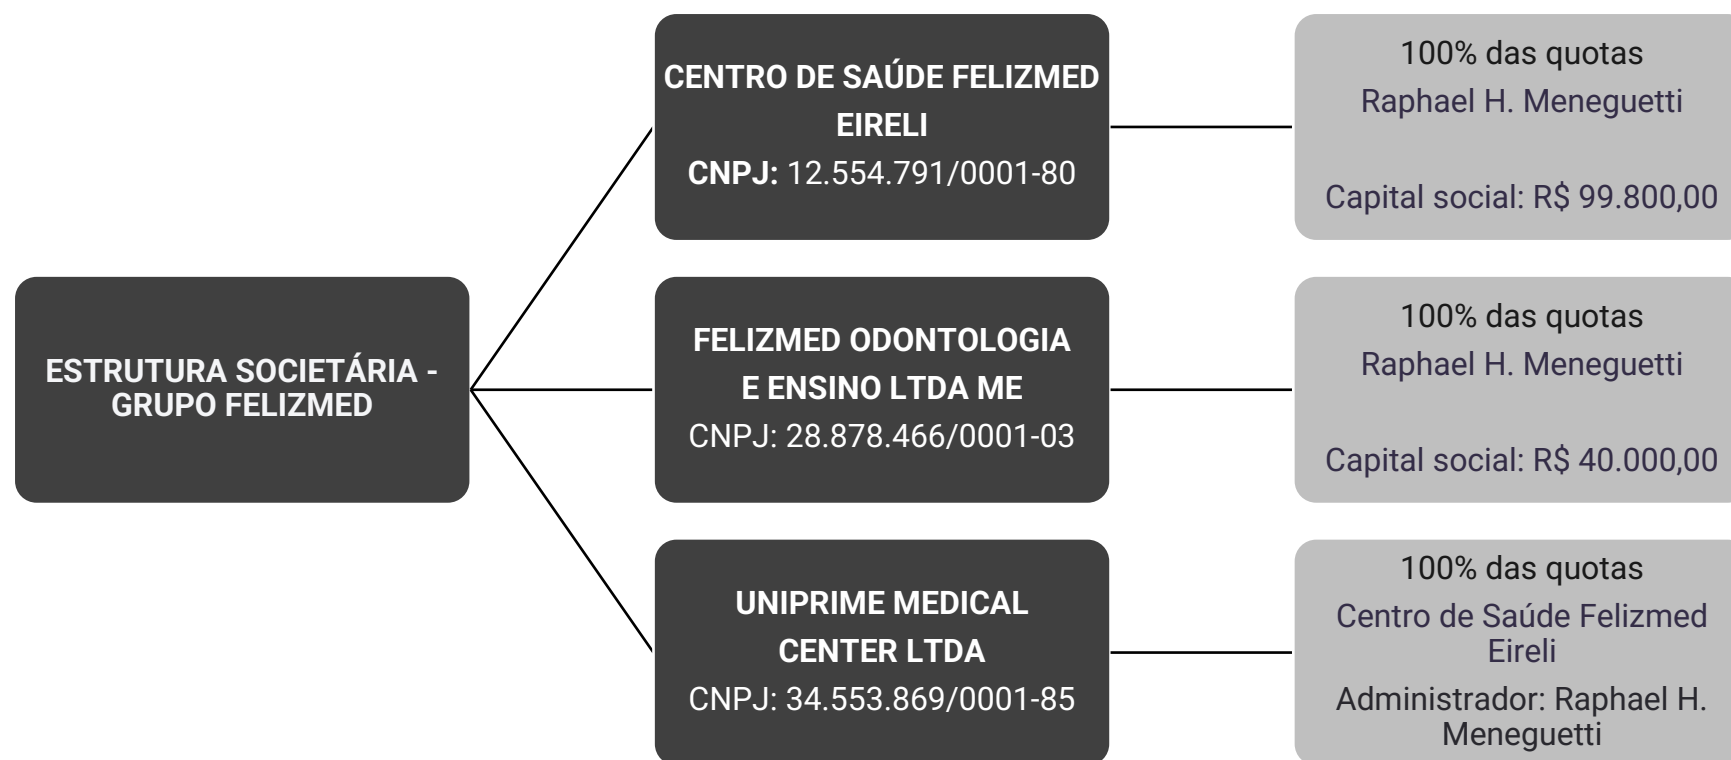 ESTRUTURA SOCIETÁRIA -
GRUPO FELIZMED
CENTRO DE SAÚDE FELIZMED
EIRELI
CNPJ: 12.554.791/0001-80
100% das quotas
Raphael H. Meneguetti
Capital social: R$ 99.800,00
FELIZMED ODONTOLOGIA
E ENSINO LTDA ME
CNPJ: 28.878.466/0001-03
100% das quotas
Raphael H. Meneguetti
Capital social: R$ 40.000,00
UNIPRIME MEDICAL
CENTER LTDA
CNPJ: 34.553.869/0001-85
100% das quotas
Centro de Saúde Felizmed
Eireli
Administrador: Raphael H.
Meneguetti